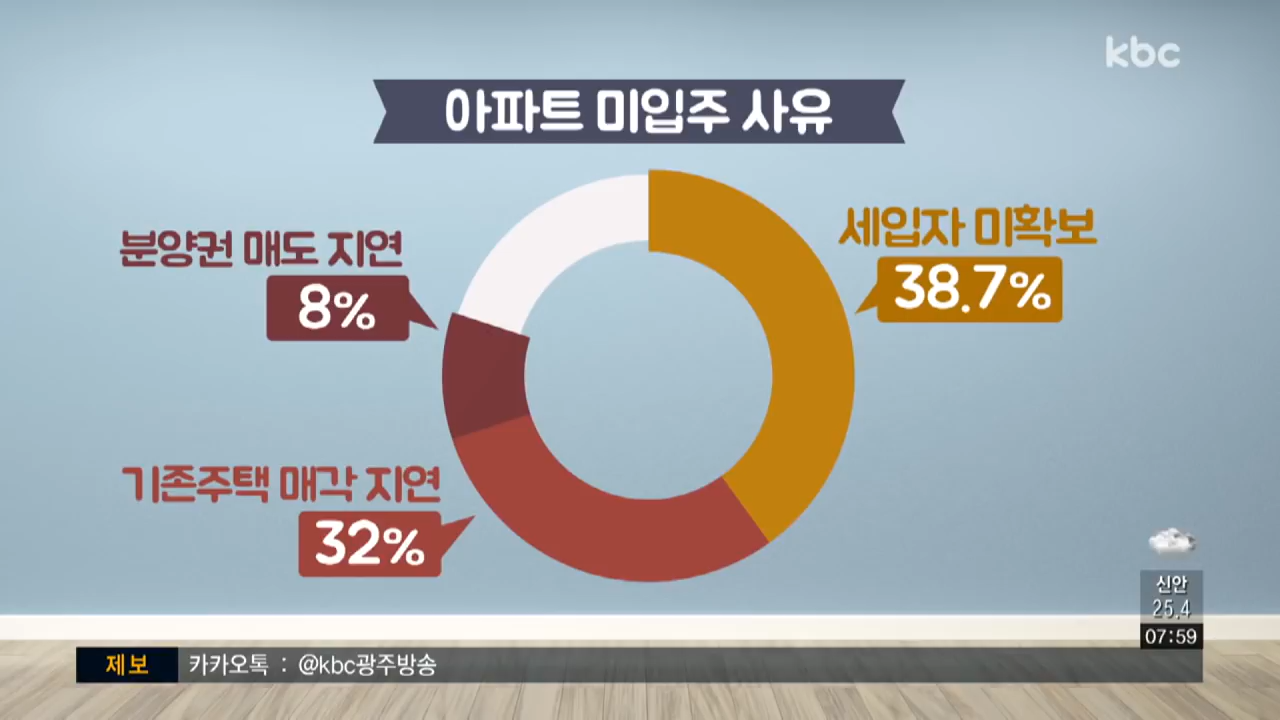 kbc
아파트 미입주 사유
세입자 미확보
38.7%
분양권 매도 지연
8%
기존주택 매각 지연
32%
신안
25.4
07:59
제보 카카오톡 : @kbc광주방송